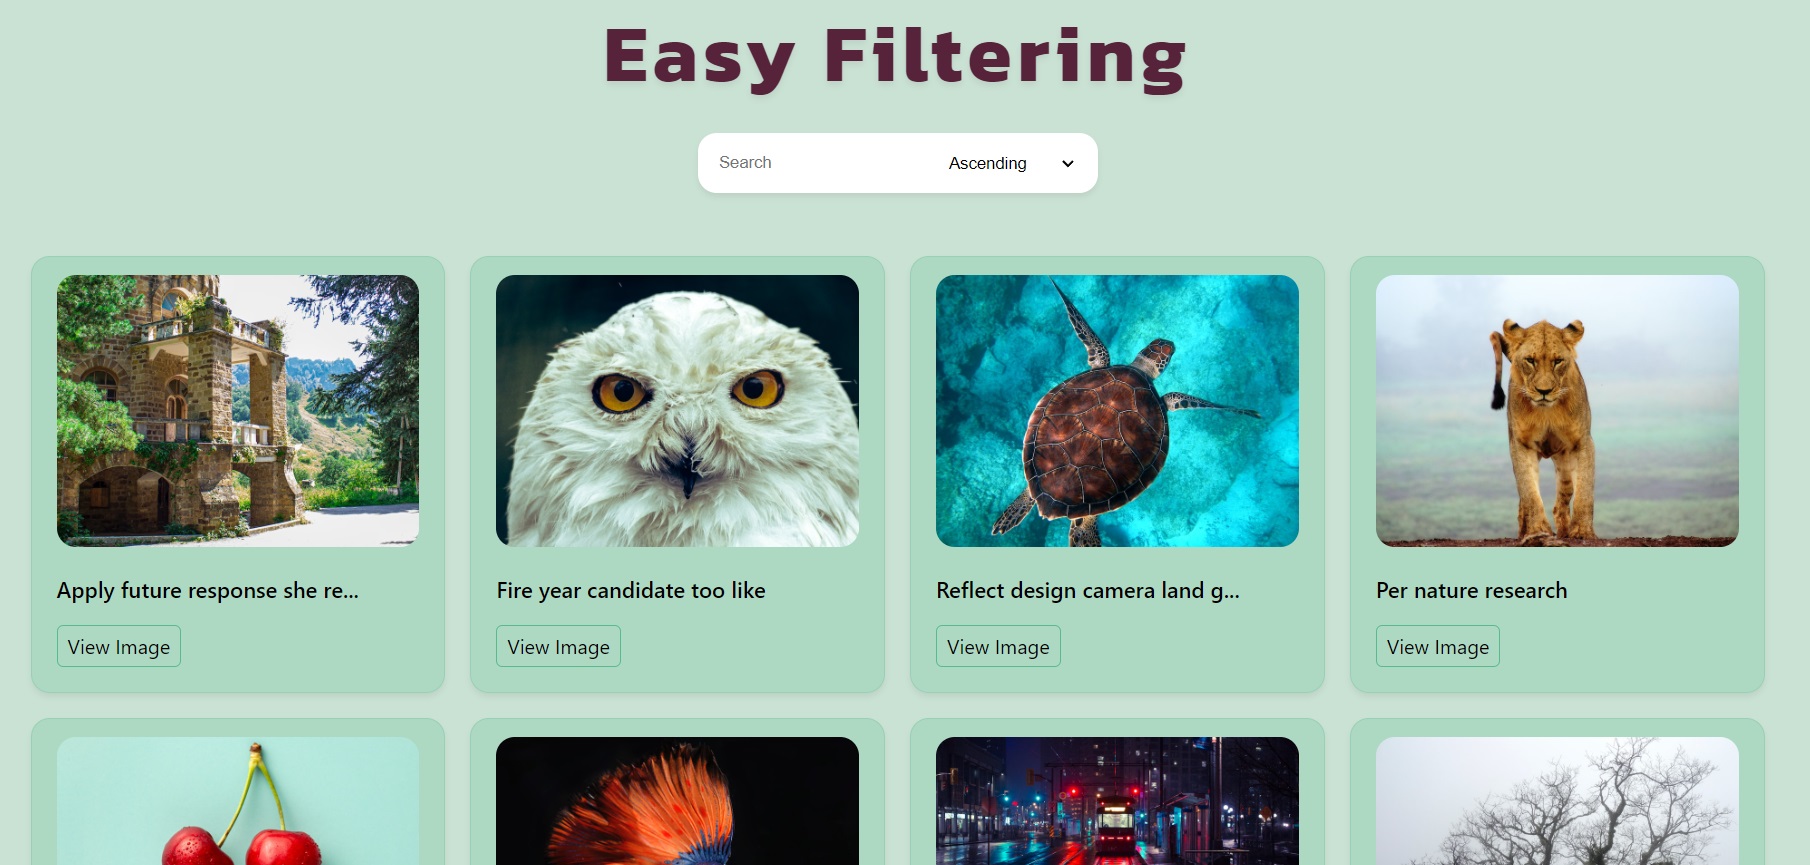 Easy Filtering
Search
Ascending
Apply future response she re...
Fire year candidate too like
Reflect design camera land g...
Per nature research
View Image
View Image
View Image
View Image